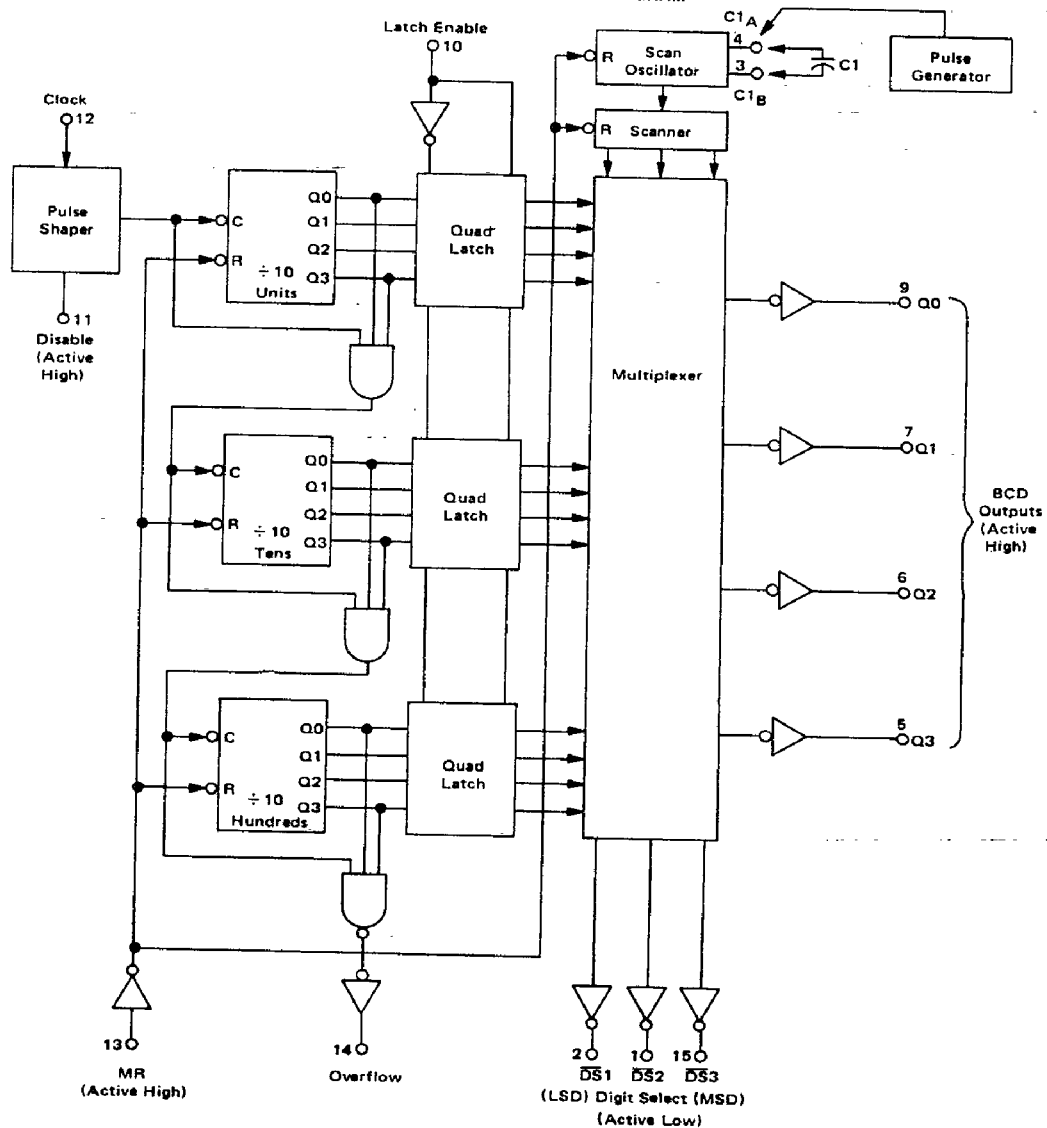 Latch Enable
10
C1A
4
R
Scan
Oscillator
3
C1B
C1
Pulse
Generator
Clock
12
R
Scanner
Pulse
Shaper
C
R
Q0
Q1
Q2
Q3
÷ 10
Units
Quad
Latch
11
Disable
(Active
High)
Multiplexer
9
Q0
7
Q1
6
Q2
5
Q3
BCD
Outputs
(Active
High)
C
R
Q0
Q1
Q2
Q3
÷ 10
Tens
Quad
Latch
C
R
Q0
Q1
Q2
Q3
÷ 10
Hundreds
Quad
Latch
13
MR
(Active High)
14
Overflow
2
DS1
1
DS2
15
DS3
(LSD) Digit Select (MSD)
(Active Low)